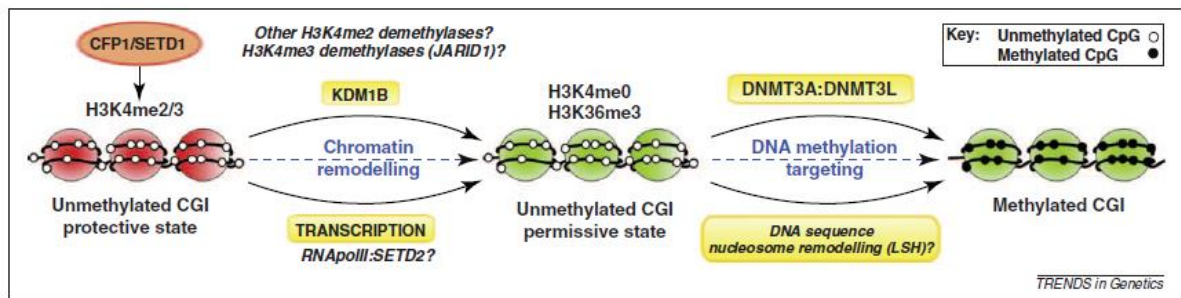 CFP1/SETD1
Other H3K4me2 demethylases?
H3K4me3 demethylases (JARID1)?
Key: Unmethylated CpG
Methylated CpG
H3K4me2/3
KDM1B
H3K4me0
H3K36me3
DNMT3A:DNMT3L
Chromatin
remodelling
DNA methylation
targeting
Unmethylated CGI
protective state
TRANSCRIPTION
RNApolII:SETD2?
Unmethylated CGI
permissive state
DNA sequence
nucleosome remodelling (LSH)?
Methylated CGI
TRENDS in Genetics